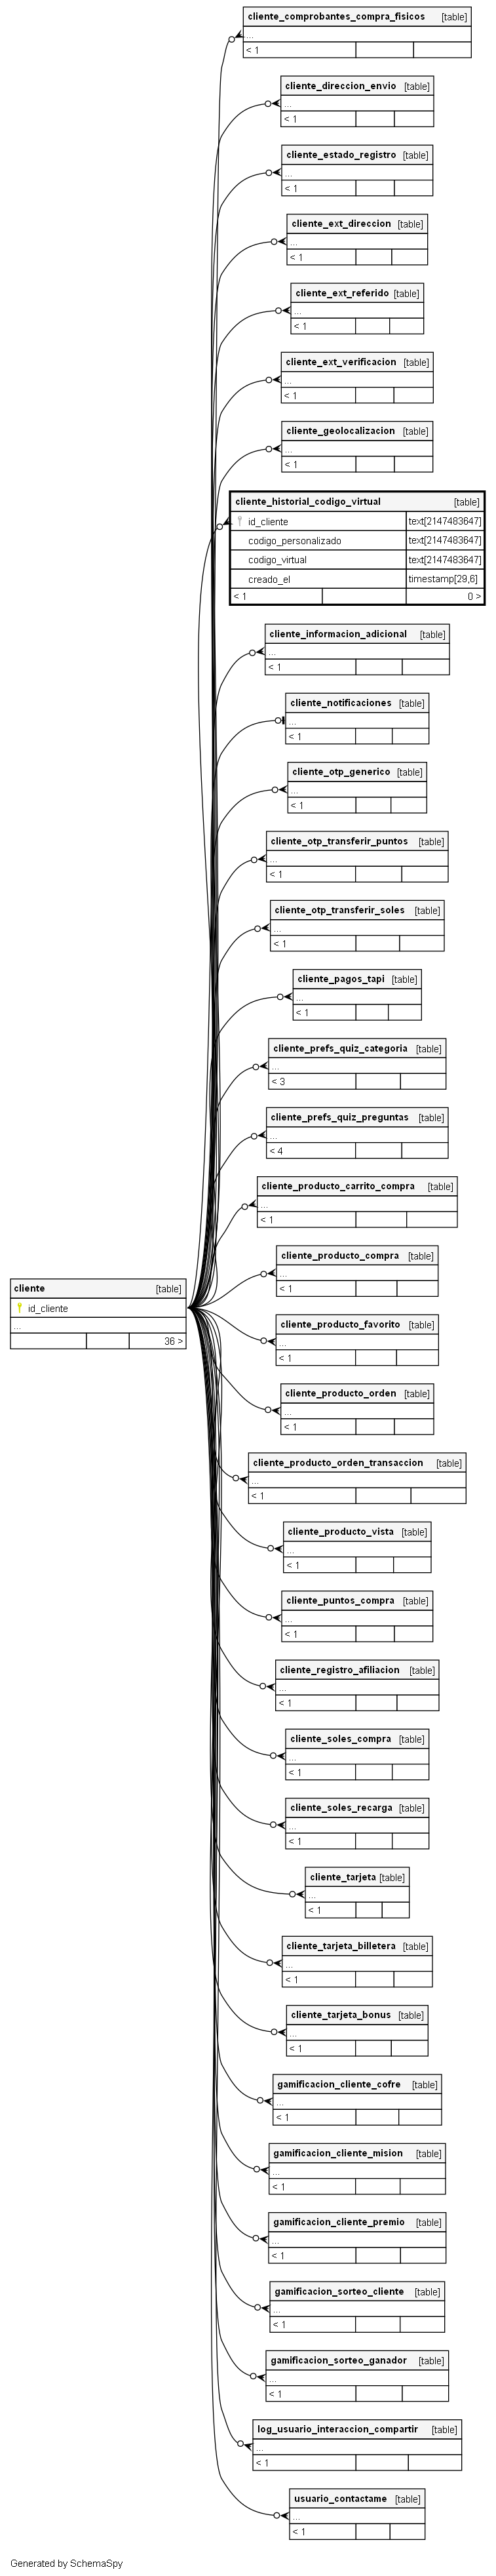 cliente_comprobantes_compra_fisicos [table]
...
< 1
cliente_direccion_envio [table]
...
< 1
cliente_estado_registro [table]
...
< 1
cliente_ext_direccion [table]
...
< 1
cliente_ext_referido [table]
...
< 1
cliente_ext_verificacion [table]
...
< 1
cliente_geolocalizacion [table]
...
< 1
cliente_historial_codigo_virtual [table]
id_cliente text[2147483647]
codigo_personalizado text[2147483647]
codigo_virtual text[2147483647]
creado_el timestamp[29,6]
< 1 0 >
cliente_informacion_adicional [table]
...
< 1
cliente_notificaciones [table]
...
< 1
cliente_otp_generico [table]
...
< 1
cliente_otp_transferir_puntos [table]
...
< 1
cliente_otp_transferir_soles [table]
...
< 1
cliente_pagos_tapi [table]
...
< 1
cliente_prefs_quiz_categoria [table]
...
< 3
cliente_prefs_quiz_preguntas [table]
...
< 4
cliente_producto_carrito_compra [table]
...
< 1
cliente_producto_compra [table]
...
< 1
cliente [table]
id_cliente
...
36 >
cliente_producto_favorito [table]
...
< 1
cliente_producto_orden [table]
...
< 1
cliente_producto_orden_transaccion [table]
...
< 1
cliente_producto_vista [table]
...
< 1
cliente_puntos_compra [table]
...
< 1
cliente_registro_afiliacion [table]
...
< 1
cliente_soles_compra [table]
...
< 1
cliente_soles_recarga [table]
...
< 1
cliente_tarjeta [table]
...
< 1
cliente_tarjeta_billetera [table]
...
< 1
cliente_tarjeta_bonus [table]
...
< 1
gamificacion_cliente_cofre [table]
...
< 1
gamificacion_cliente_mision [table]
...
< 1
gamificacion_cliente_premio [table]
...
< 1
gamificacion_sorteo_cliente [table]
...
< 1
gamificacion_sorteo_ganador [table]
...
< 1
log_usuario_interaccion_compartir [table]
...
< 1
usuario_contactame [table]
...
< 1
Generated by SchemaSpy